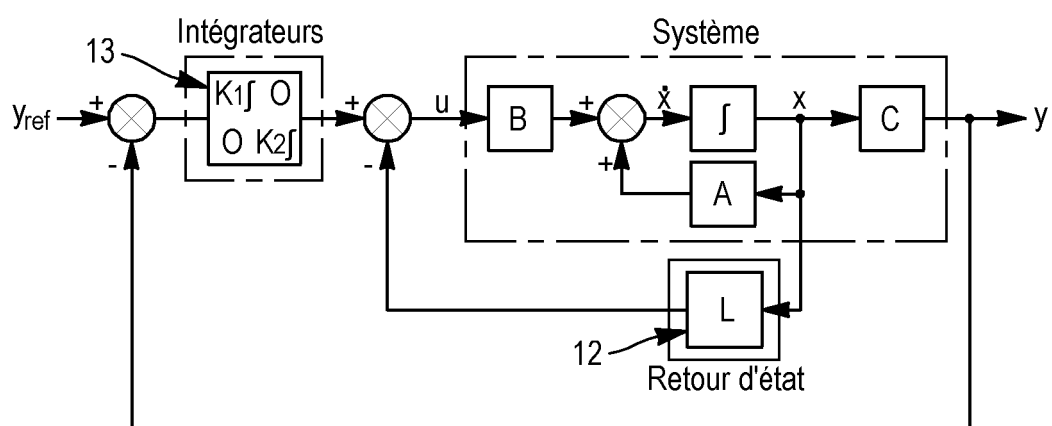 Intégrateurs
Système
13
K1∫ O
O K2∫
yref
+
-
+
-
u
B
+
+
ẋ
∫
x
C
y
A
L
12
Retour d'état